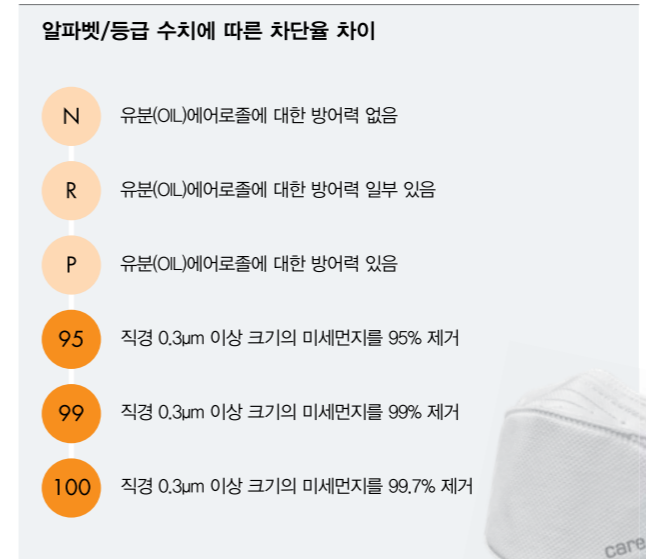 알파벳/등급 수치에 따른 차단율 차이
N 유분(OIL)에어로졸에 대한 방어력 없음
R 유분(OIL)에어로졸에 대한 방어력 일부 있음
P 유분(OIL)에어로졸에 대한 방어력 있음
95 직경 0.3μm 이상 크기의 미세먼지를 95% 제거
99 직경 0.3μm 이상 크기의 미세먼지를 99% 제거
100 직경 0.3μm 이상 크기의 미세먼지를 99.7% 제거
care